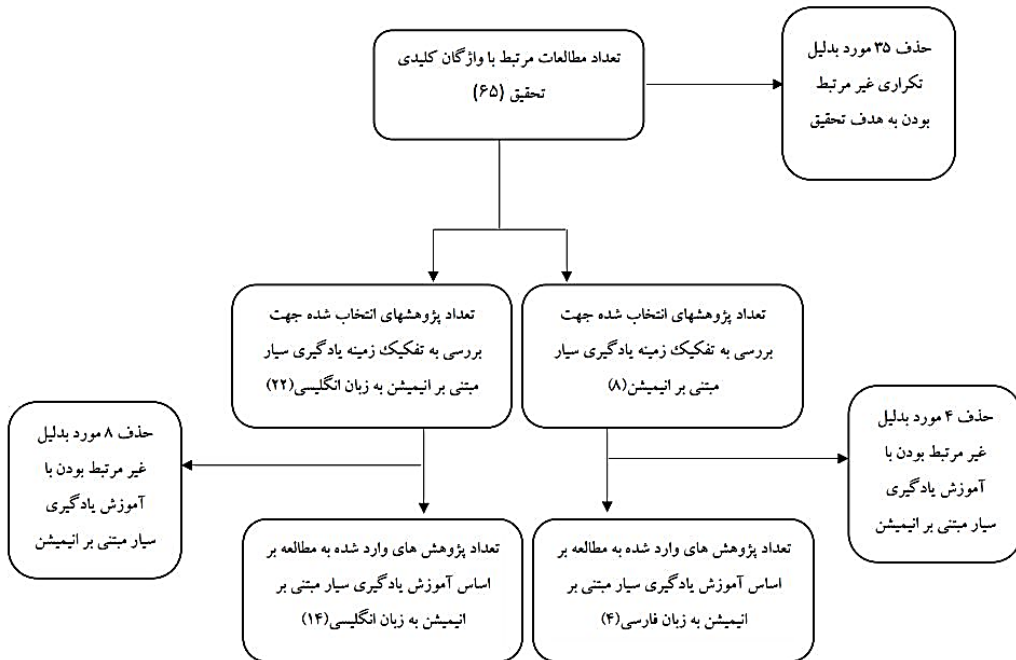 تعداد مطالعات مرتبط با واژگان کلیدی
تحقیق (۶۵)
حذف ۳۵ مورد بدلیل
تکراری غیر مرتبط
بودن به هدف تحقیق
تعداد پژوهشهای انتخاب شده جهت
بررسی به تفکیک زمینه یادگیری سیار
مبتنی بر انیمیشن(۸)
تعداد پژوهشهای انتخاب شده جهت
بررسی به تفکیک زمینه یادگیری سیار
مبتنی بر انیمیشن به زبان انگلیسی(۲۲)
حذف ۴ مورد بدلیل
غیر مرتبط بودن با
آموزش یادگیری
سیار مبتنی بر انیمیشن
حذف ۸ مورد بدلیل
غیر مرتبط بودن با
آموزش یادگیری
سیار مبتنی بر انیمیشن
تعداد پژوهش های وارد شده به مطالعه بر
اساس آموزش یادگیری سیار مبتنی بر
انیمیشن به زبان فارسی(۴)
تعداد پژوهش های وارد شده به مطالعه بر
اساس آموزش یادگیری سیار مبتنی بر
انیمیشن به زبان انگلیسی(۱۴)